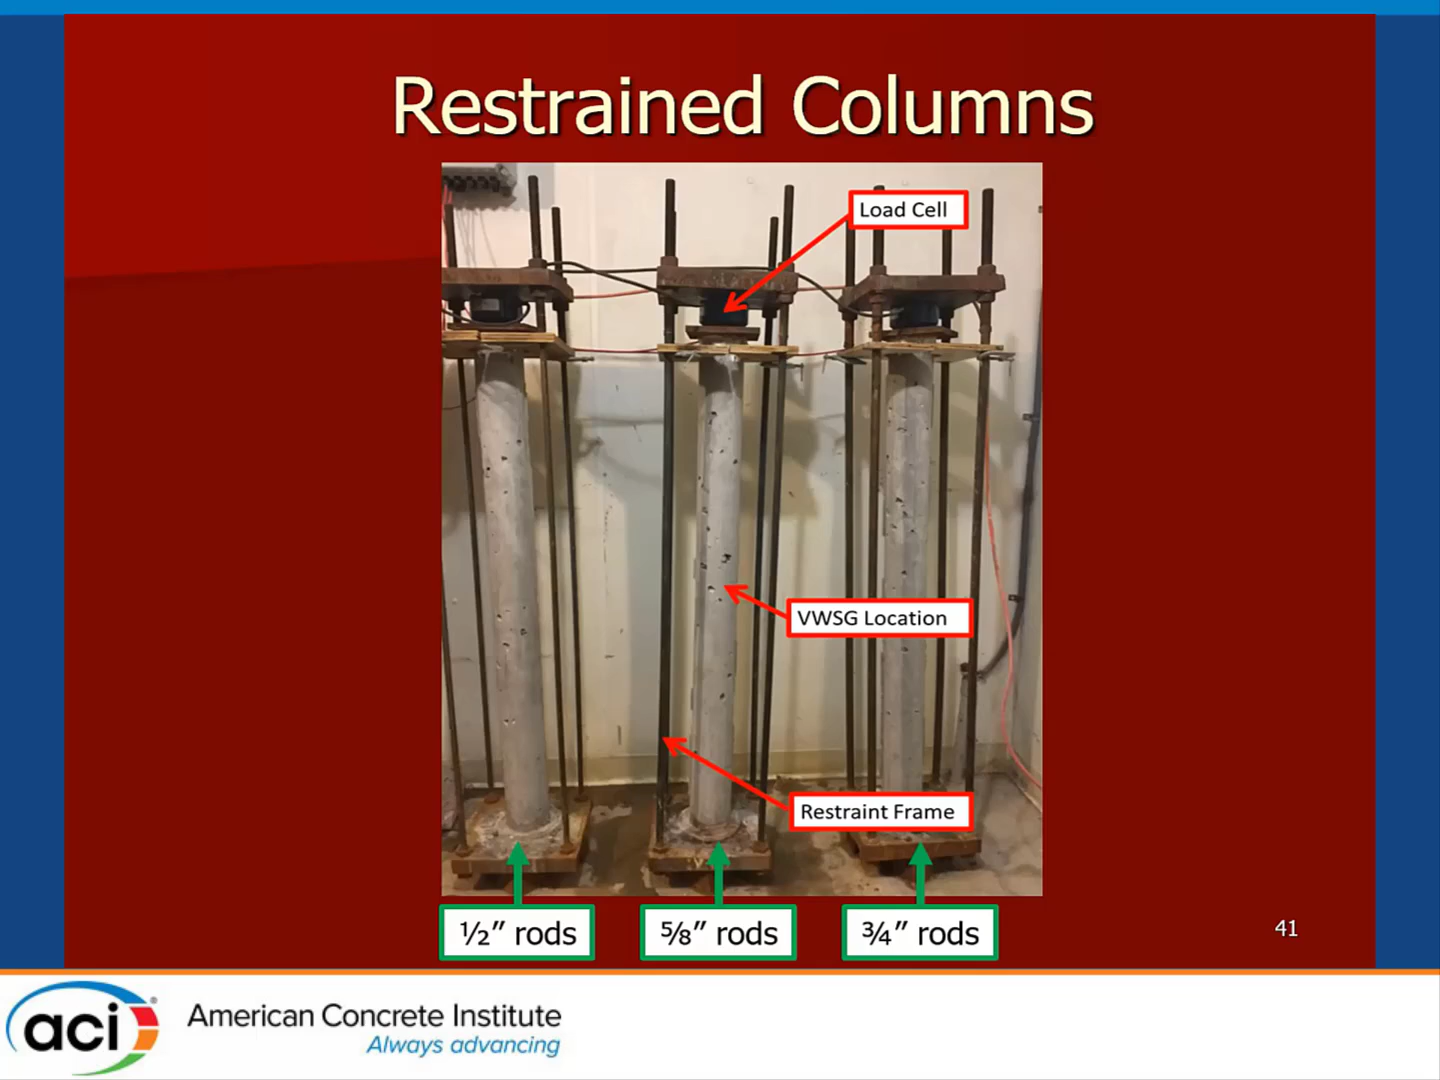 Restrained Columns
Load Cell
VWSG Location
Restraint Frame
½” rods
⅝” rods
¾” rods
41
aci®
American Concrete Institute
Always advancing